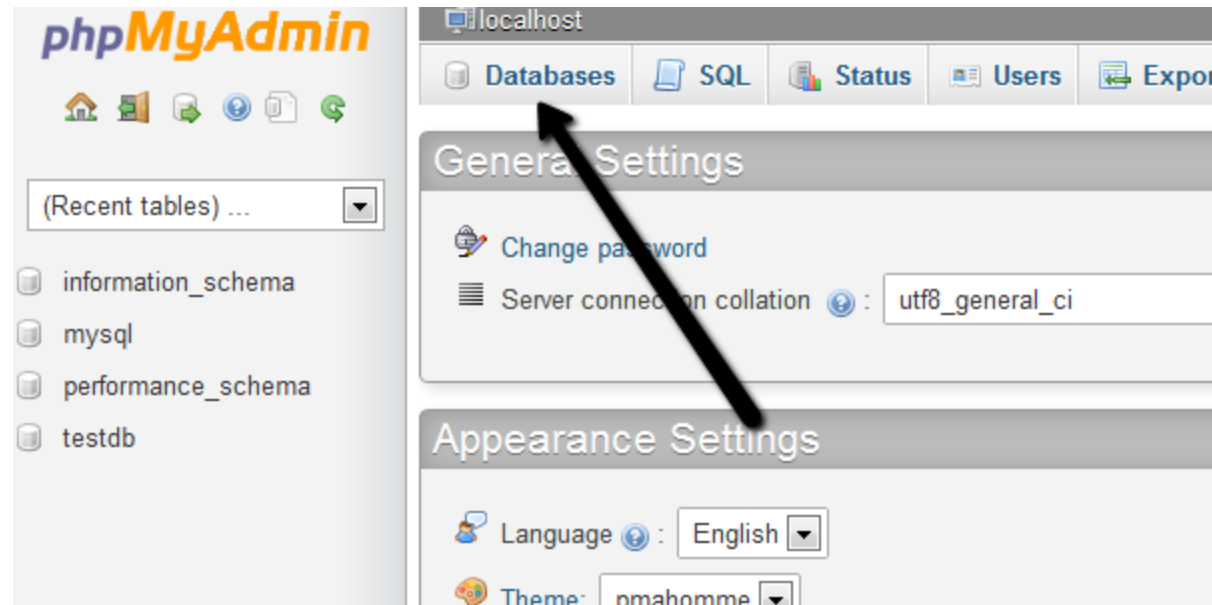 phpMyAdmin
(Recent tables) ...
information_schema
mysql
performance_schema
testdb
localhost
Databases SQL Status Users Expor
General Settings
Change password
Server connection collation : utf8_general_ci
Appearance Settings
Language : English
Theme: pmahomme